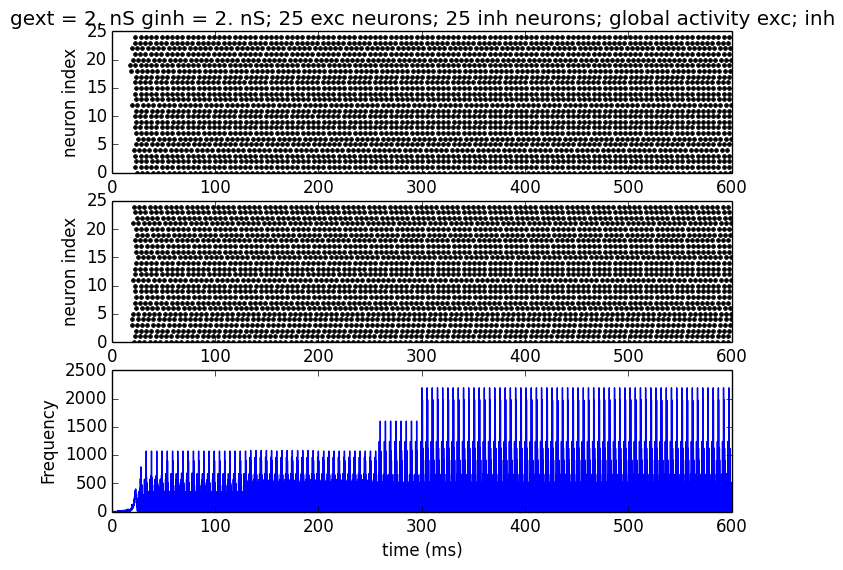 gext = 2. nS ginh = 2. nS; 25 exc neurons; 25 inh neurons; global activity exc; inh
25
20
15
10
5
0
neuron index
0 100 200 300 400 500 600
25
20
15
10
5
0
neuron index
0 100 200 300 400 500 600
2500
2000
1500
1000
500
0
Frequency
0 100 200 300 400 500 600
time (ms)